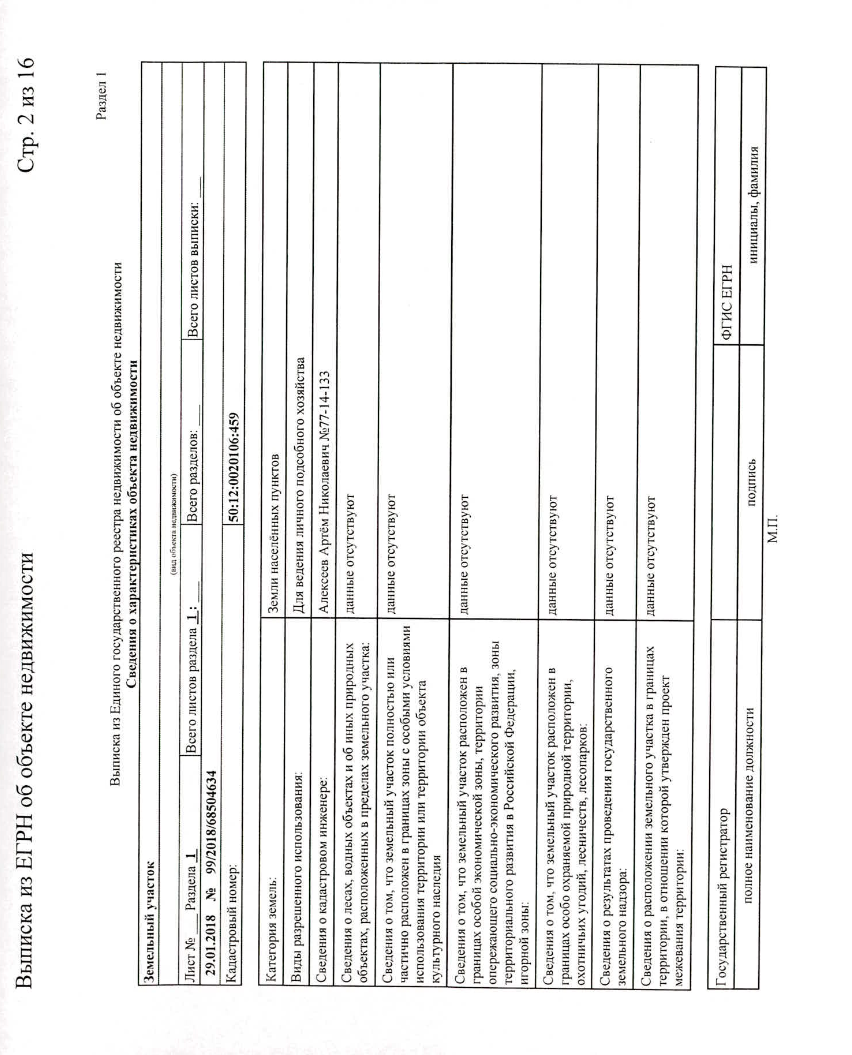 Выписка из ЕГРН об объекте недвижимости
Стр. 2 из 16
Раздел 1
Выписка из Единого государственного реестра недвижимости об объекте недвижимости
Сведения о характеристиках объекта недвижимости
Земельный участок
(вид объекта недвижимости)
Лист № ___ Раздела 1
Всего листов раздела 1 : ___
Всего разделов: ___
Всего листов выписки: ___
29.01.2018 № 99/2018/68504634
Кадастровый номер:
50:12:0020106:459
Категория земель:
Земли населённых пунктов
Виды разрешенного использования:
Для ведения личного подсобного хозяйства
Сведения о кадастровом инженере:
Алексеев Артём Николаевич №77-14-133
Сведения о лесах, водных объектах и об иных природных
объектах, расположенных в пределах земельного участка:
данные отсутствуют
Сведения о том, что земельный участок полностью или
частично расположен в границах зоны с особыми условиями
использования территории или территории объекта
культурного наследия
данные отсутствуют
Сведения о том, что земельный участок расположен в
границах особой экономической зоны, территории
опережающего социально-экономического развития, зоны
территориального развития в Российской Федерации,
игорной зоны:
данные отсутствуют
Сведения о том, что земельный участок расположен в
границах особо охраняемой природной территории,
охотничьих угодий, лесничеств, лесопарков:
данные отсутствуют
Сведения о результатах проведения государственного
земельного надзора:
данные отсутствуют
Сведения о расположении земельного участка в границах
территории, в отношении которой утвержден проект
межевания территории:
данные отсутствуют
Государственный регистратор
ФГИС ЕГРН
полное наименование должности
подпись
инициалы, фамилия
М.П.